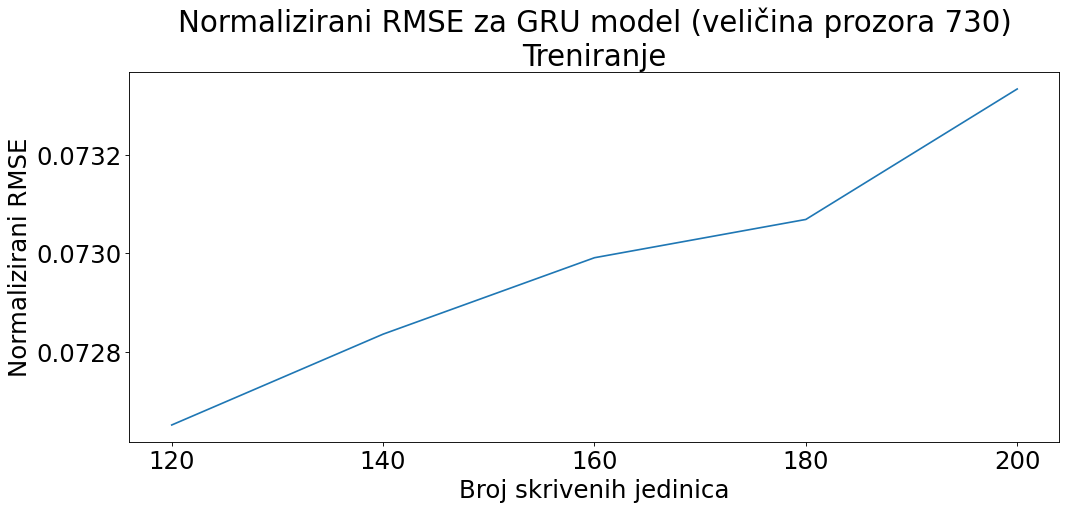 Normalizirani RMSE za GRU model (veličina prozora 730)
Treniranje
Normalizirani RMSE
0.0732
0.0730
0.0728
120 140 160 180 200
Broj skrivenih jedinica